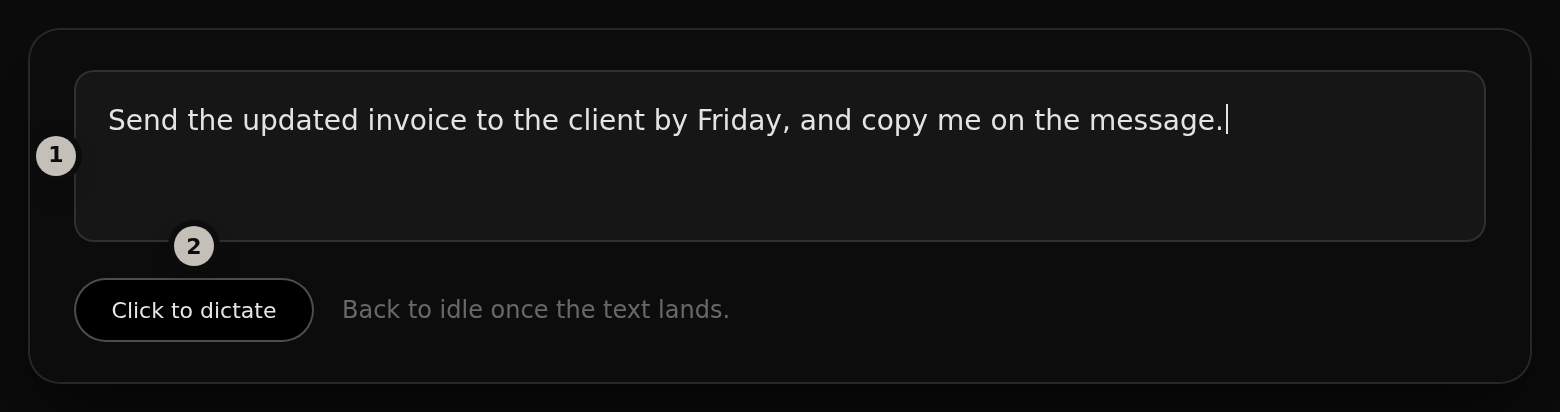 Send the updated invoice to the client by Friday, and copy me on the message.
1
2
Click to dictate
Back to idle once the text lands.